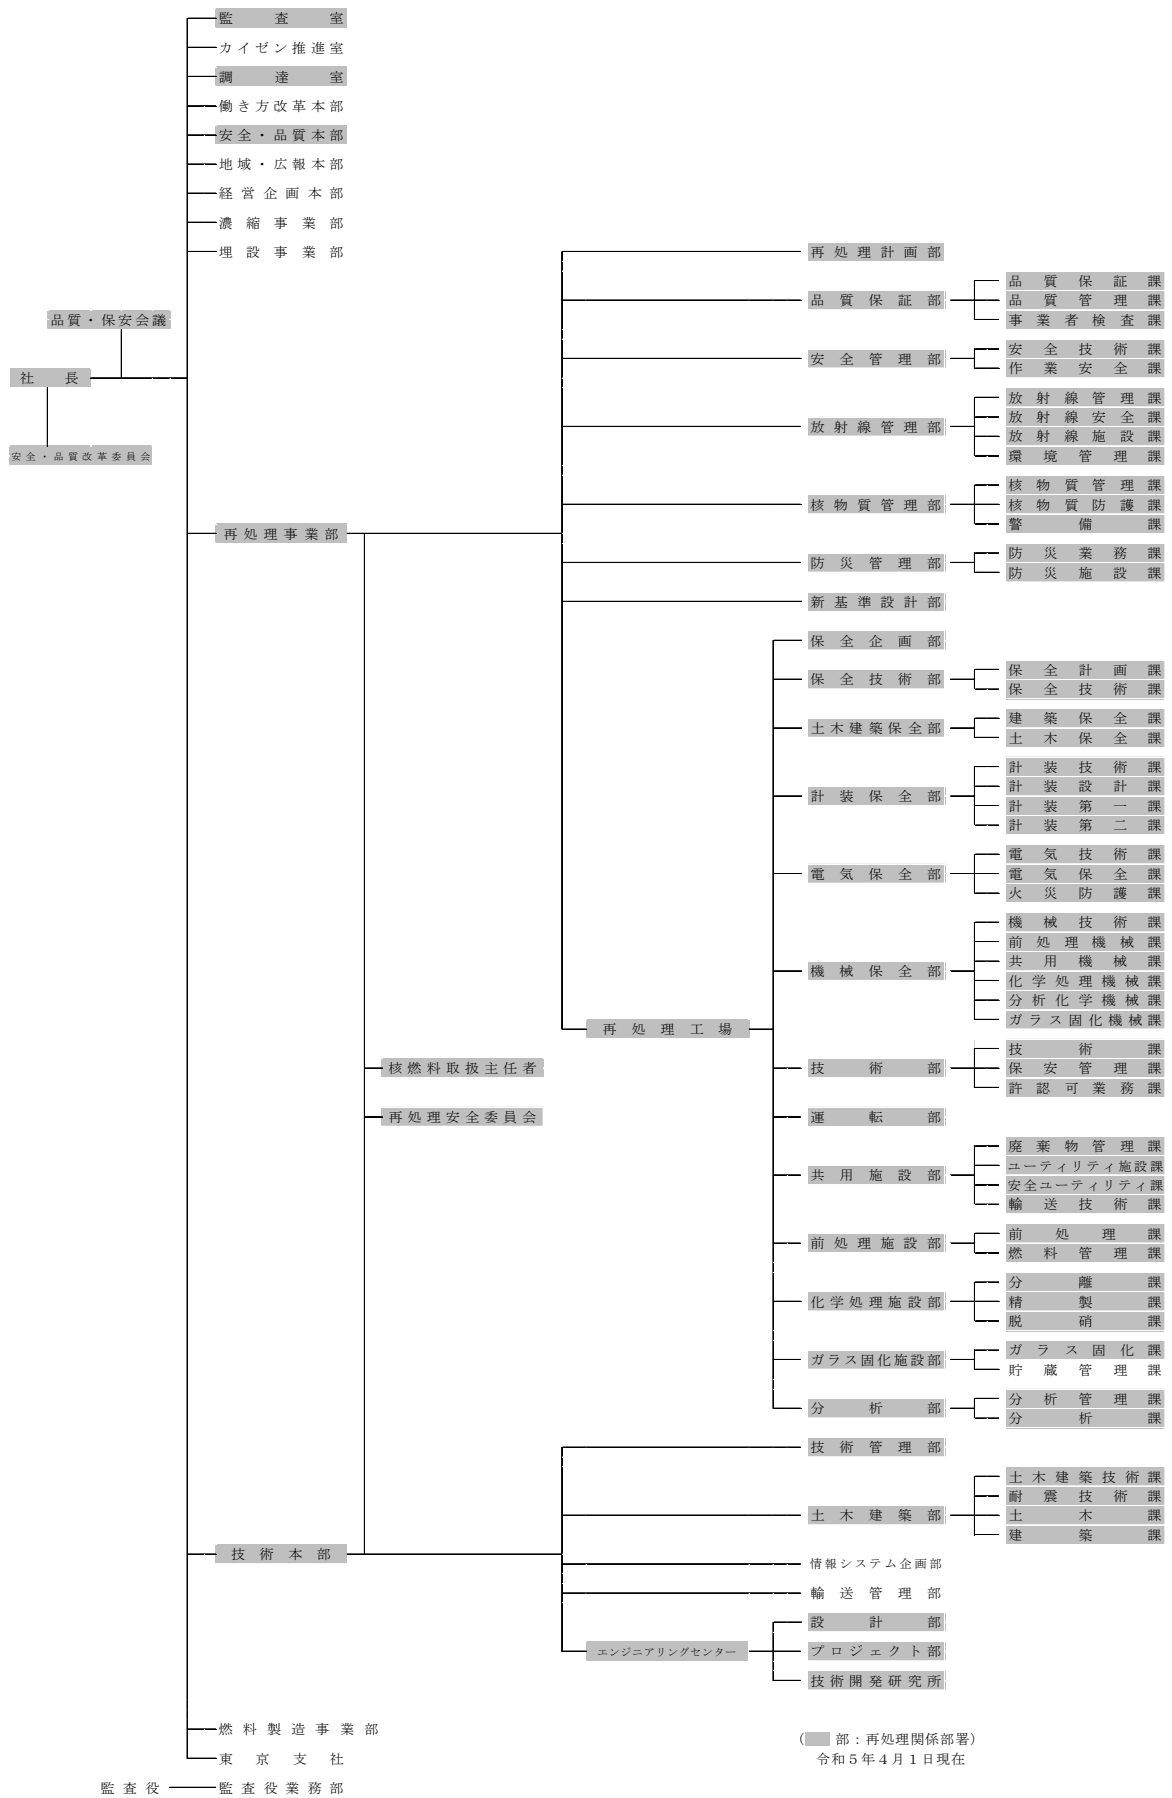 監査室
カイゼン推進室
調達室
働き方改革本部
安全・品質本部
地域・広報本部
経営企画本部
濃縮事業部
埋設事業部
品質・保安会議
社長
安全・品質改革委員会
再処理事業部
核燃料取扱主任者
再処理安全委員会
再処理計画部
品質保証部
品質保証課
品質管理課
事業者検査課
安全管理部
安全技術課
作業安全課
放射線管理部
放射線管理課
放射線安全課
放射線施設課
環境管理課
核物質管理部
核物質管理課
核物質防護課
警備課
防災管理部
防災業務課
防災施設課
新基準設計部
再処理工場
保全企画部
保全技術部
保全計画課
保全技術課
土木建築保全部
建築保全課
土木保全課
計装保全部
計装技術課
計装設計課
計装第一課
計装第二課
電気保全部
電気技術課
電気保全課
火災防護課
機械保全部
機械技術課
前処理機械課
共用機械課
化学処理機械課
分析化学機械課
ガラス固化機械課
技術部
技術課
保安管理課
許認可業務課
運転部
共用施設部
廃棄物管理課
ユーティリティ施設課
安全ユーティリティ課
輸送技術課
前処理施設部
前処理課
燃料管理課
化学処理施設部
分離課
精製課
脱硝課
ガラス固化施設部
ガラス固化課
貯蔵管理課
分析部
分析管理課
分析課
技術本部
技術管理部
土木建築部
土木建築技術課
耐震技術課
土木課
建築課
情報システム企画部
輸送管理部
エンジニアリングセンター
設計部
プロジェクト部
技術開発研究所
燃料製造事業部
東京支社
監査役
監査役業務部
( 部：再処理関係部署)
令和５年４月１日現在